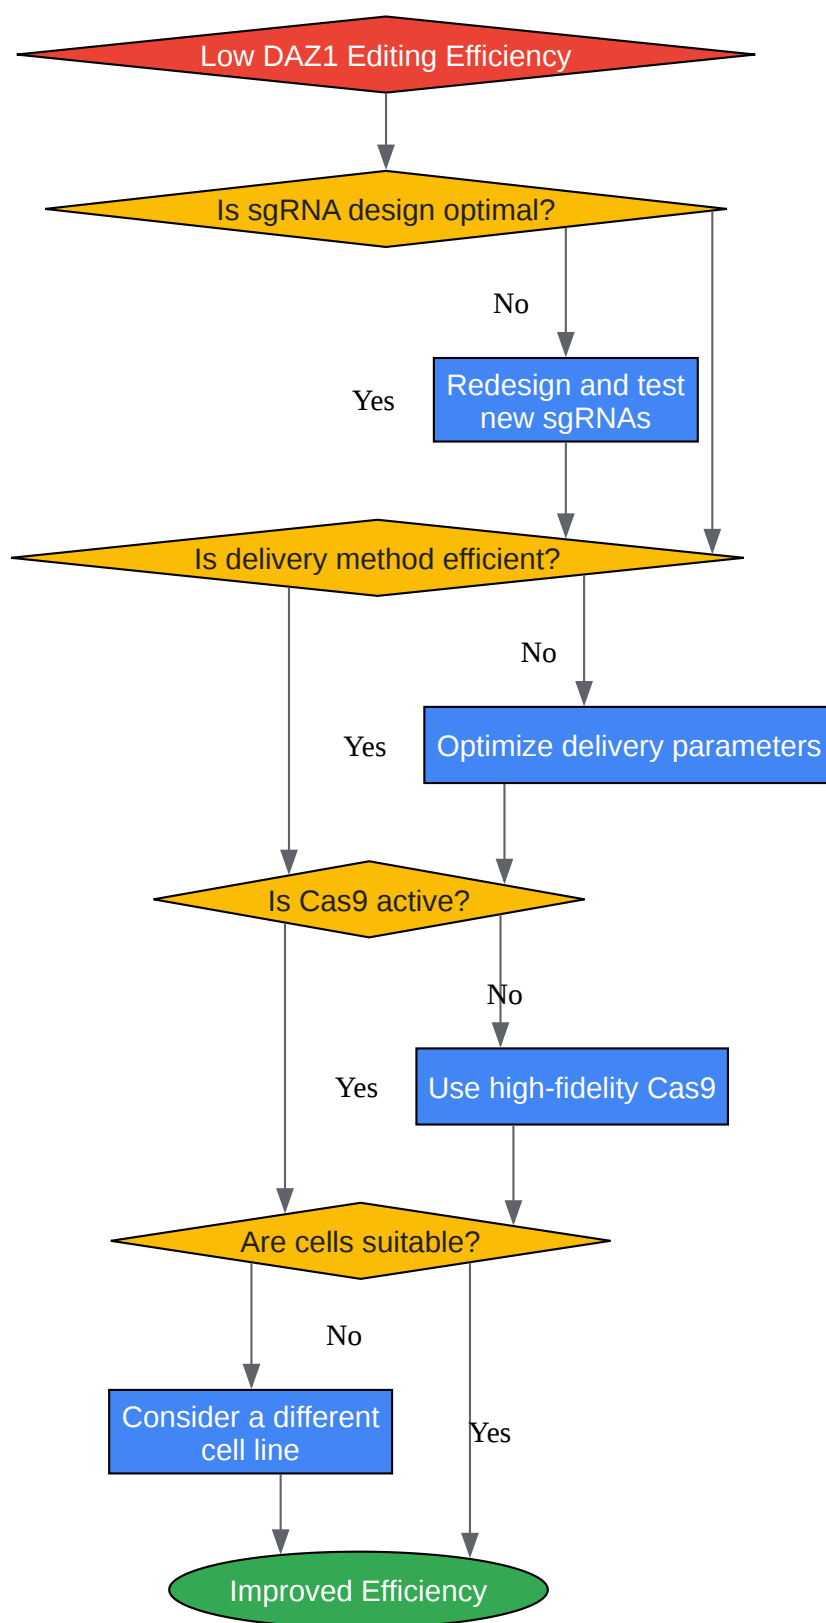 Low DAZ1 Editing Efficiency
Is sgRNA design optimal?
No
Redesign and test
new sgRNAs
Yes
Is delivery method efficient?
No
Yes
Optimize delivery parameters
Is Cas9 active?
No
Yes
Use high-fidelity Cas9
Are cells suitable?
No
Consider a different
cell line
Yes
Improved Efficiency